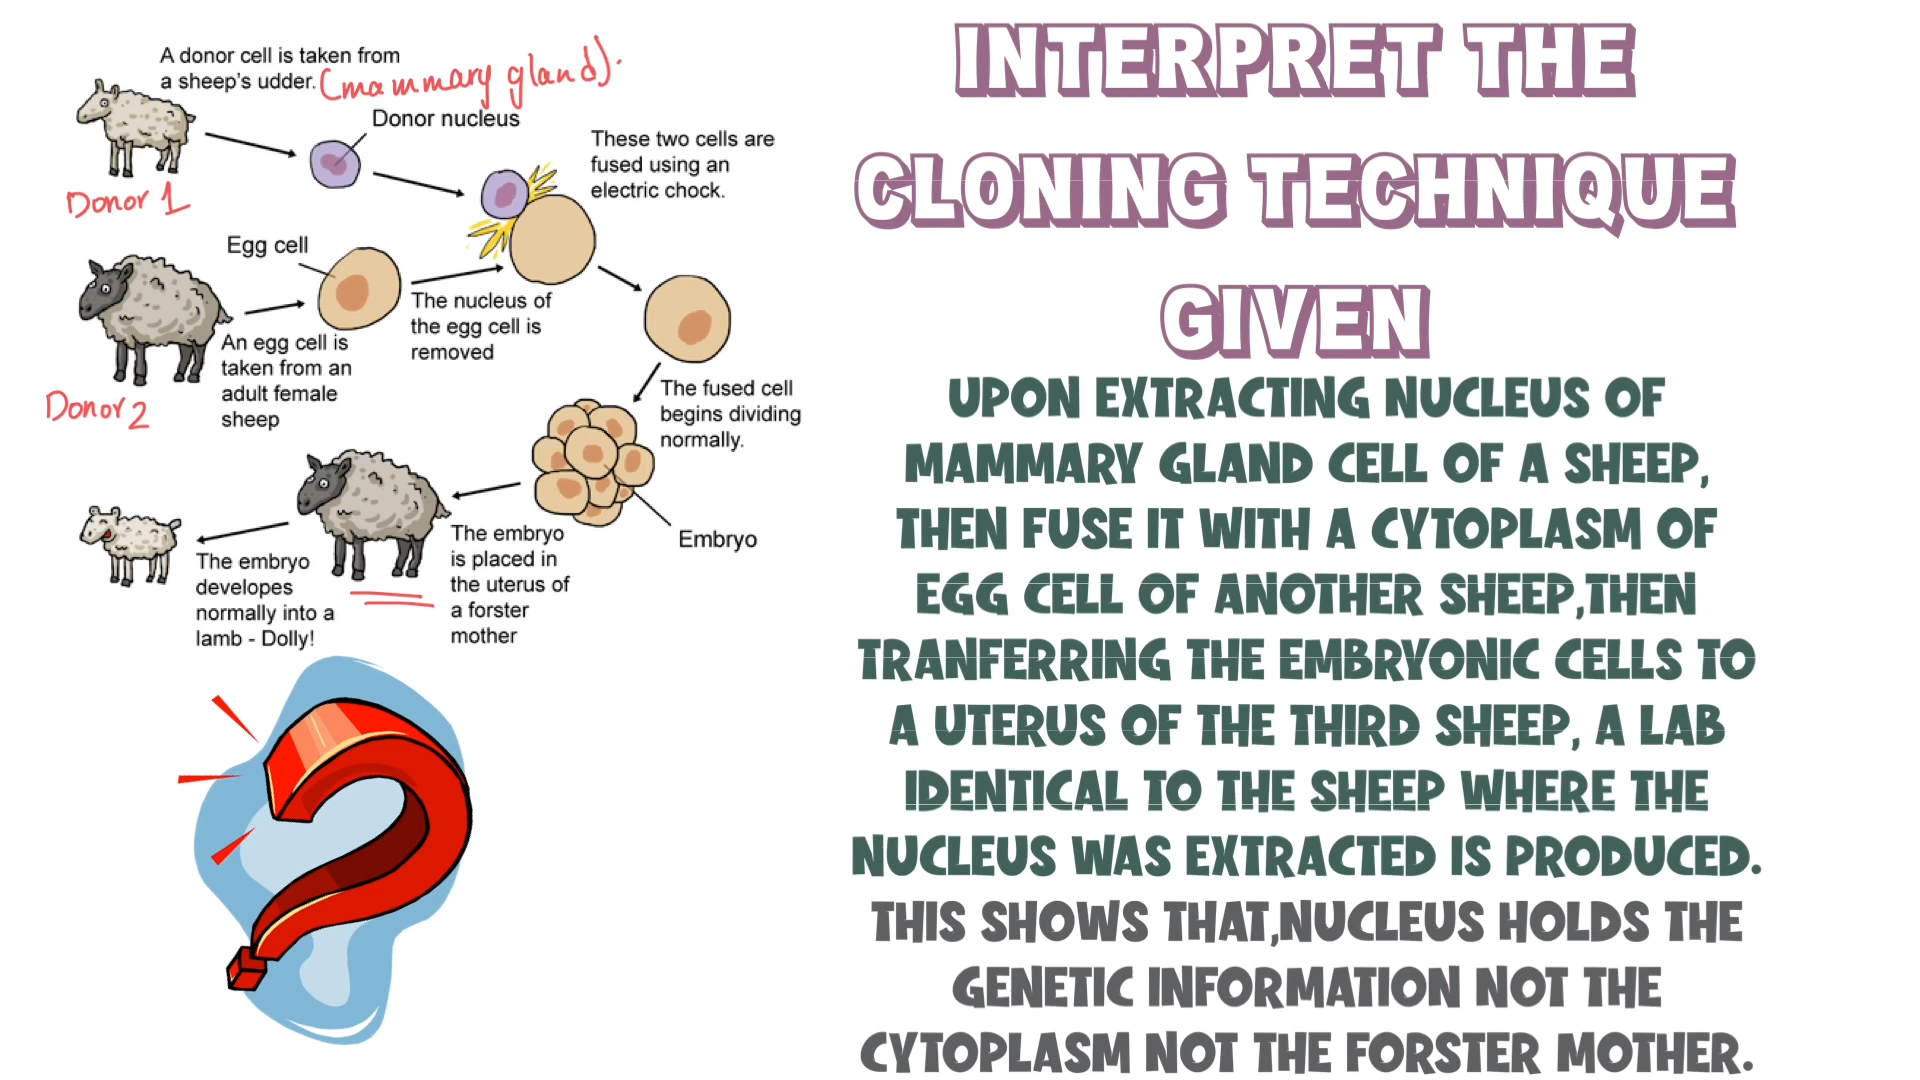 A donor cell is taken from
a sheep's udder. (mammary gland).
Donor nucleus
These two cells are
fused using an
electric chock.
Donor 1
Egg cell
The nucleus of
the egg cell is
removed
An egg cell is
taken from an
adult female
sheep
Donor 2
The fused cell
begins dividing
normally.
Embryo
The embryo
is placed in
the uterus of
a forster
mother
The embryo
developes
normally into a
lamb - Dolly!
INTERPRET THE
CLONING TECHNIQUE
GIVEN
UPON EXTRACTING NUCLEUS OF
MAMMARY GLAND CELL OF A SHEEP,
THEN FUSE IT WITH A CYTOPLASM OF
EGG CELL OF ANOTHER SHEEP,THEN
TRANFERRING THE EMBRYONIC CELLS TO
A UTERUS OF THE THIRD SHEEP, A LAB
IDENTICAL TO THE SHEEP WHERE THE
NUCLEUS WAS EXTRACTED IS PRODUCED.
THIS SHOWS THAT,NUCLEUS HOLDS THE
GENETIC INFORMATION NOT THE
CYTOPLASM NOT THE FORSTER MOTHER.